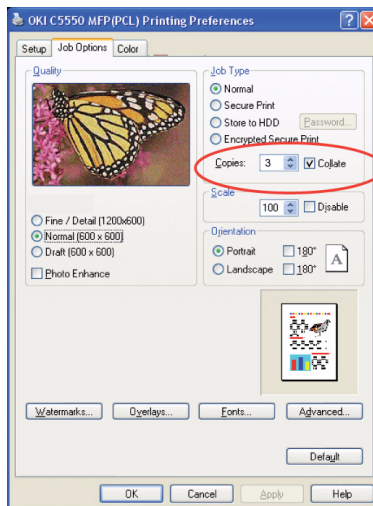 OKI C5550 MFP(PCL) Printing Preferences
Setup Job Options Color
Quality
Fine / Detail (1200x600)
Normal (600 x 600)
Draft (600 x 600)
Photo Enhance
Job Type
Normal
Secure Print
Store to HDD Password...
Encrypted Secure Print
Copies: 3 Collate
Scale
100 Disable
Orientation
Portrait 180°
Landscape 180°
A
Watermarks... Overlays... Fonts... Advanced...
Default
OK Cancel Apply Help